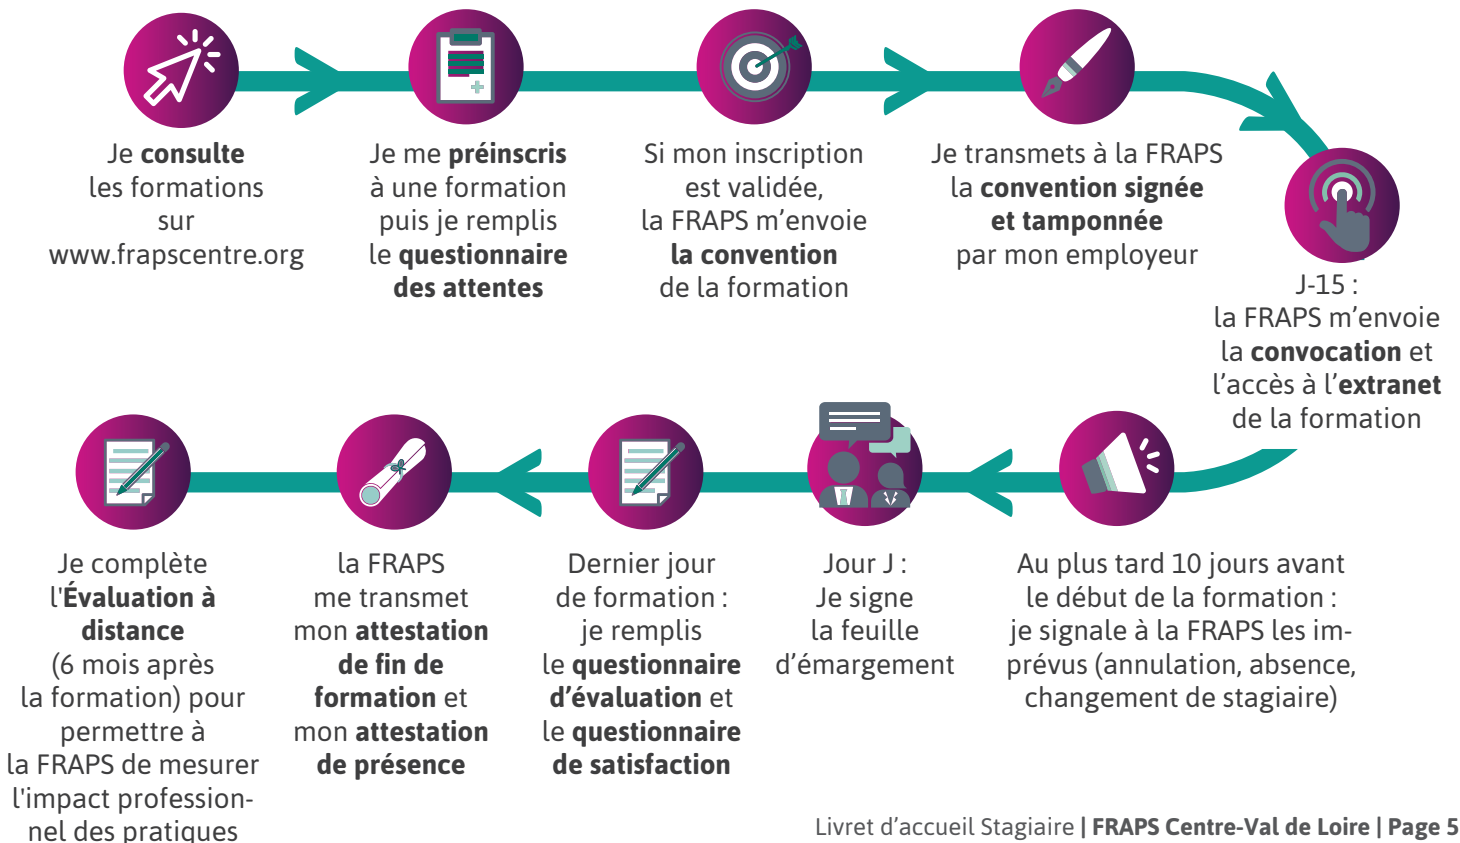 Je consulte
les formations
sur
www.frapscentre.org
Je me préinscris
à une formation
puis je remplis
le questionnaire
des attentes
Si mon inscription
est validée,
la FRAPS m’envoie
la convention
de la formation
Je transmets à la FRAPS
la convention signée
et tamponnée
par mon employeur
J-15 :
la FRAPS m’envoie
la convocation et
l’accès à l’extranet
de la formation
Au plus tard 10 jours avant
le début de la formation :
je signale à la FRAPS les im-
prévus (annulation, absence,
changement de stagiaire)
Jour J :
Je signe
la feuille
d’émargement
Dernier jour
de formation :
je remplis
le questionnaire
d’évaluation et
le questionnaire
de satisfaction
la FRAPS
me transmet
mon attestation
de fin de
formation et
mon attestation
de présence
Je complète
l'Évaluation à
distance
(6 mois après
la formation) pour
permettre à
la FRAPS de mesurer
l'impact profession-
nel des pratiques
Livret d’accueil Stagiaire | FRAPS Centre-Val de Loire | Page 5